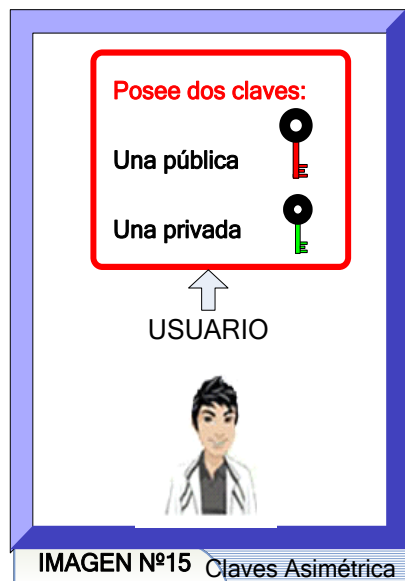 Posee dos claves:
Una pública
Una privada
USUARIO
IMAGEN Nº15 Claves Asimétrica